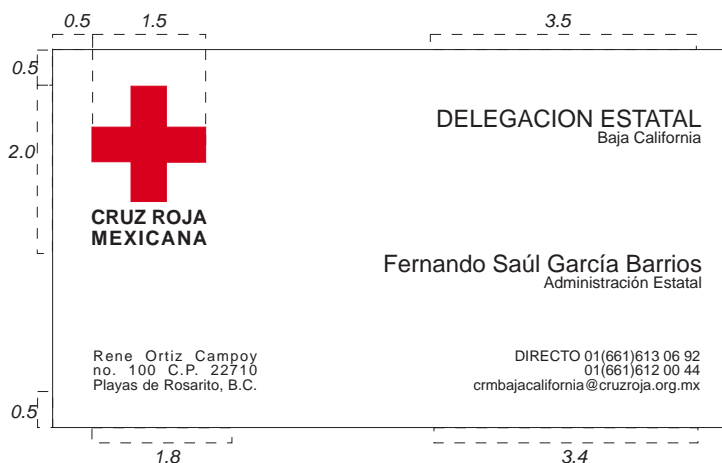 0.5 1.5 3.5
0.5
2.0
DELEGACION ESTATAL
Baja California
CRUZ ROJA
MEXICANA
Fernando Saúl García Barrios
Administración Estatal
Rene Ortiz Campoy
no. 100 C.P. 22710
Playas de Rosarito, B.C.
DIRECTO 01(661)613 06 92
01(661)612 00 44
crmbajacalifornia@cruzroja.org.mx
0.5
1.8 3.4